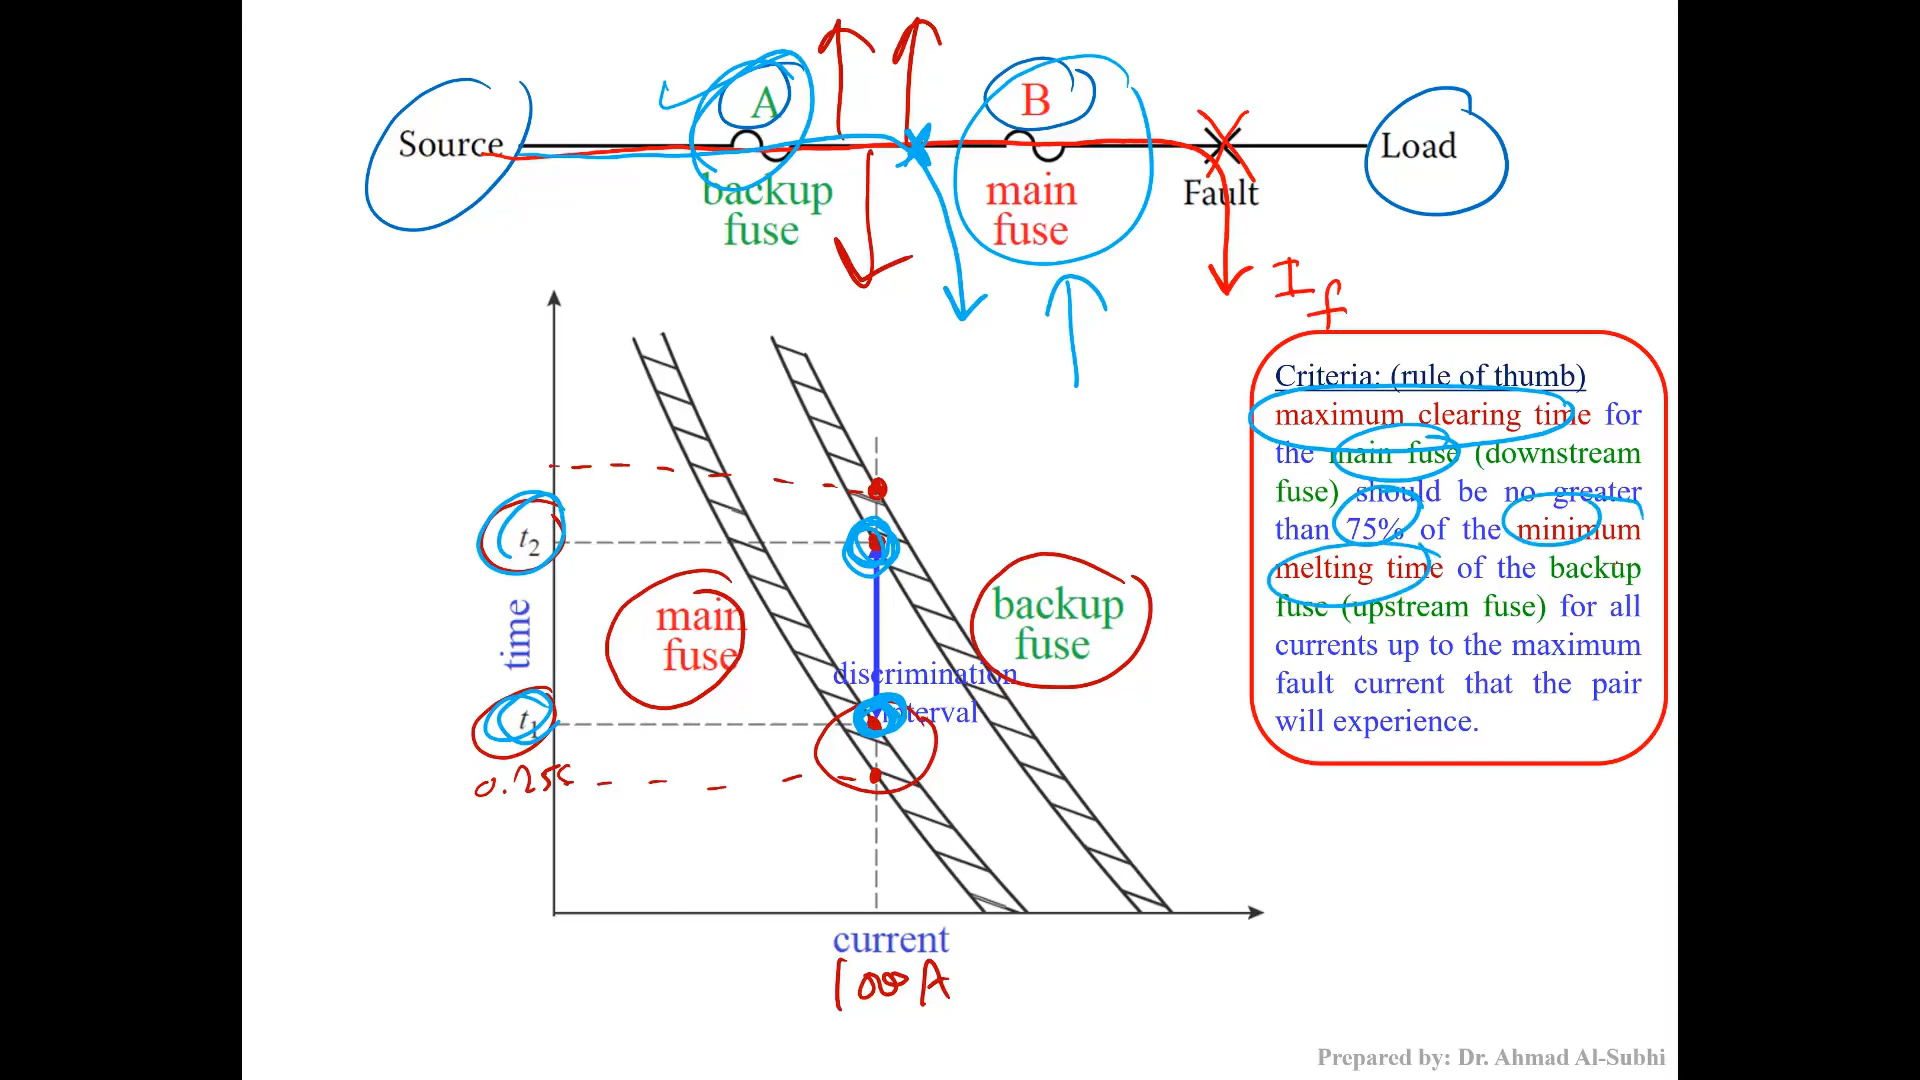 A
B
Source
Load
backup
fuse
main
fuse
Fault
If
Criteria: (rule of thumb)
maximum clearing time for
the main fuse (downstream
fuse) should be no greater
than 75% of the minimum
melting time of the backup
fuse (upstream fuse) for all
currents up to the maximum
fault current that the pair
will experience.
t2
time
t1
0.25s
main
fuse
backup
fuse
discrimination
interval
current
1000 A
Prepared by: Dr. Ahmad Al-Subhi